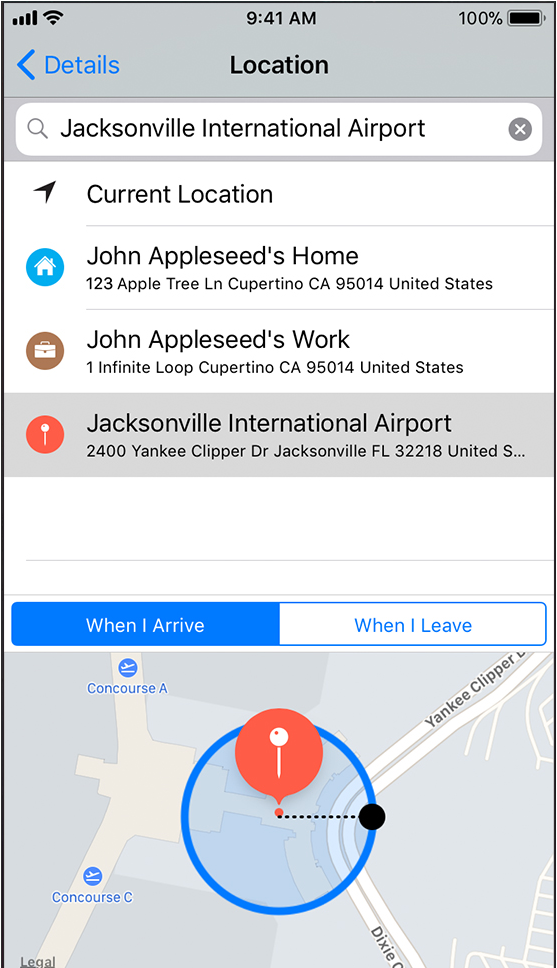 9:41 AM
100%
Details
Location
Jacksonville International Airport
Current Location
John Appleseed's Home
123 Apple Tree Ln Cupertino CA 95014 United States
John Appleseed's Work
1 Infinite Loop Cupertino CA 95014 United States
Jacksonville International Airport
2400 Yankee Clipper Dr Jacksonville FL 32218 United S...
When I Arrive
When I Leave
Concourse A
Yankee Clipper D
Concourse C
Dixie C
Legal